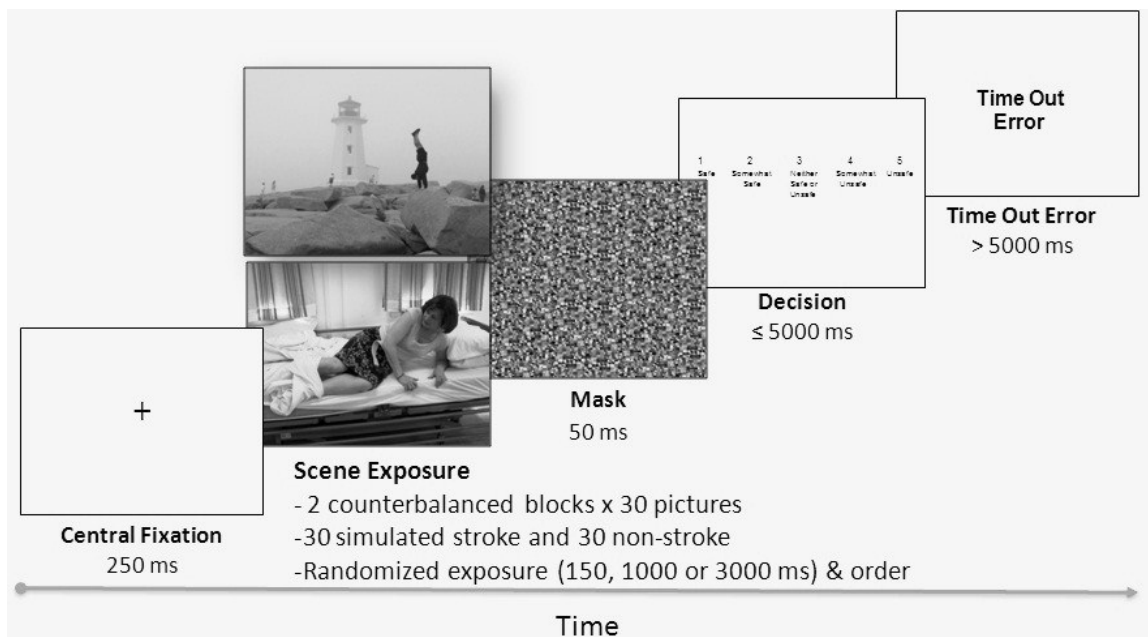 Time Out
Error
1 2 3 4 5
Safe Somewhat Neither Somewhat Unsafe
Safe Safe or Unsafe
Unsafe
Time Out Error
> 5000 ms
Decision
≤ 5000 ms
Mask
50 ms
+
Scene Exposure
- 2 counterbalanced blocks x 30 pictures
-30 simulated stroke and 30 non-stroke
-Randomized exposure (150, 1000 or 3000 ms) & order
Central Fixation
250 ms
Time